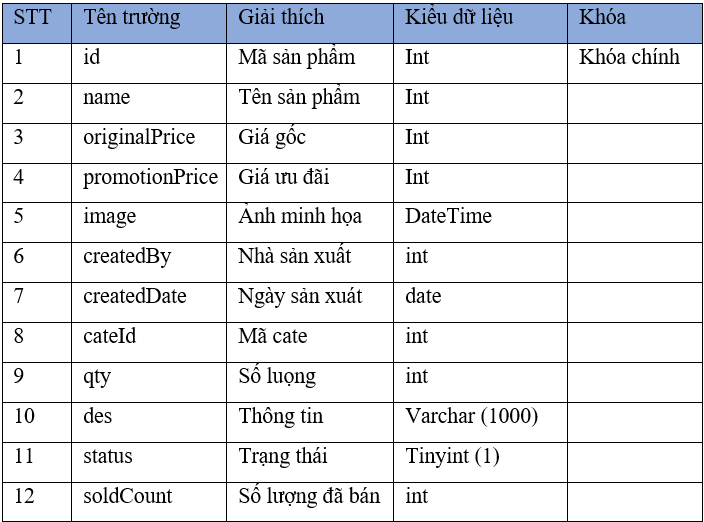 STT Tên trường Giải thích Kiểu dữ liệu Khóa
1 id Mã sản phẩm Int Khóa chính
2 name Tên sản phẩm Int
3 originalPrice Giá gốc Int
4 promotionPrice Giá ưu đãi Int
5 image Ảnh minh họa DateTime
6 createdBy Nhà sản xuất int
7 createdDate Ngày sản xuát date
8 cateId Mã cate int
9 qty Số luọng int
10 des Thông tin Varchar (1000)
11 status Trạng thái Tinyint (1)
12 soldCount Số lượng đã bán int